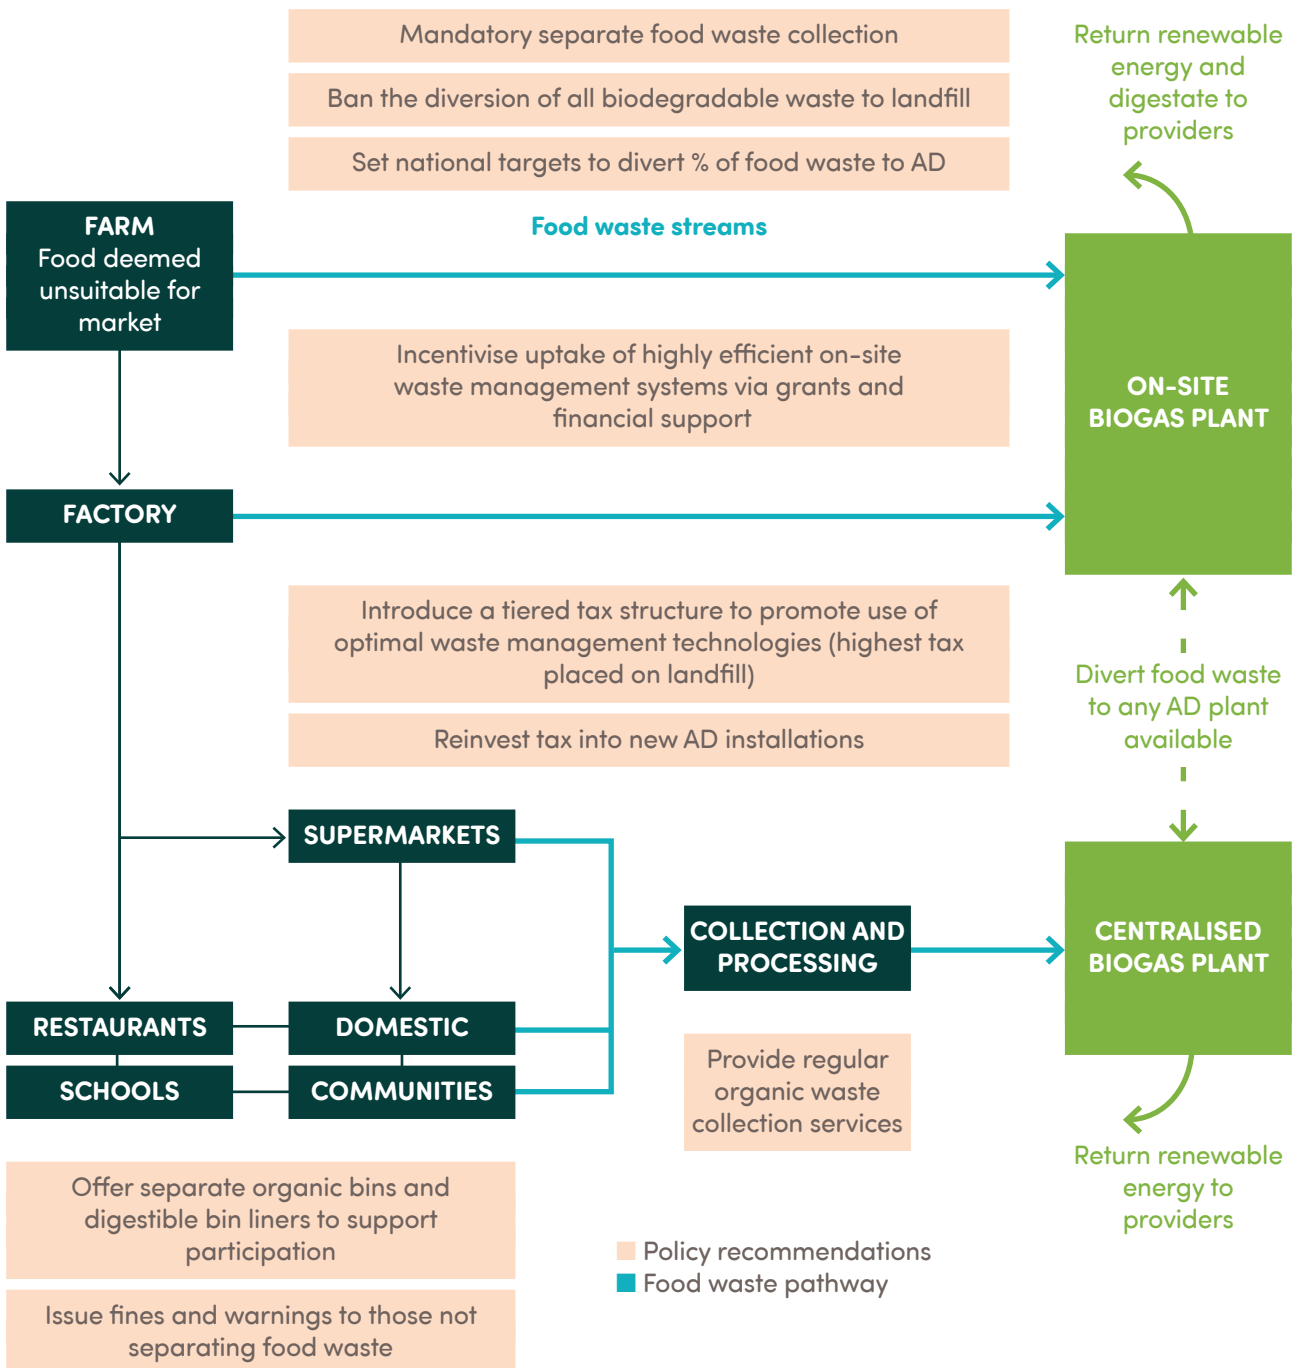 Mandatory separate food waste collection
Ban the diversion of all biodegradable waste to landfill
Set national targets to divert % of food waste to AD
Return renewable
energy and
digestate to
providers
FARM
Food deemed
unsuitable for
market
Food waste streams
Incentivise uptake of highly efficient on-site
waste management systems via grants and
financial support
ON-SITE
BIOGAS PLANT
FACTORY
Introduce a tiered tax structure to promote use of
optimal waste management technologies (highest tax
placed on landfill)
Reinvest tax into new AD installations
Divert food waste
to any AD plant
available
SUPERMARKETS
COLLECTION AND
PROCESSING
CENTRALISED
BIOGAS PLANT
RESTAURANTS
DOMESTIC
SCHOOLS
COMMUNITIES
Provide regular
organic waste
collection services
Return renewable
energy to
providers
Offer separate organic bins and
digestible bin liners to support
participation
Issue fines and warnings to those not
separating food waste
Policy recommendations
Food waste pathway